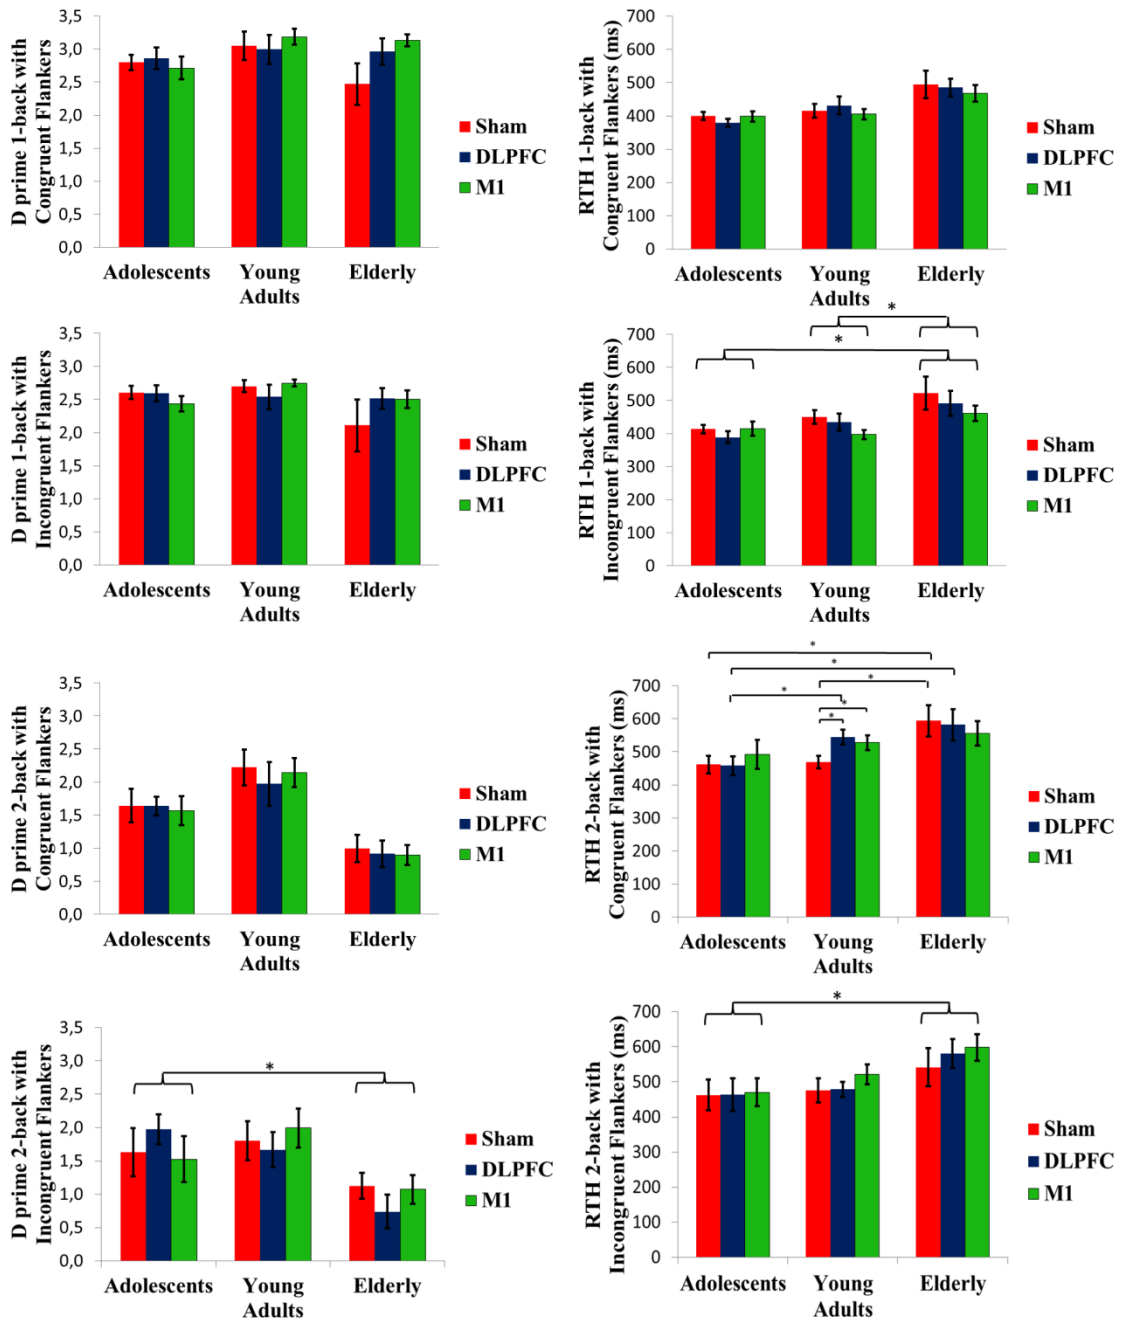 D prime 1-back with
Congruent Flankers
3,5
3,0
2,5
2,0
1,5
1,0
0,5
0,0
Adolescents
Young
Adults
Elderly
Sham
DLPFC
M1
RTH 1-back with
Congruent Flankers (ms)
700
600
500
400
300
200
100
0
Adolescents
Young
Adults
Elderly
Sham
DLPFC
M1
D prime 1-back with
Incongruent Flankers
3,5
3,0
2,5
2,0
1,5
1,0
0,5
0,0
Adolescents
Young
Adults
Elderly
Sham
DLPFC
M1
RTH 1-back with
Incongruent Flankers (ms)
700
600
500
400
300
200
100
0
*
*
Adolescents
Young
Adults
Elderly
Sham
DLPFC
M1
D prime 2-back with
Congruent Flankers
3,5
3,0
2,5
2,0
1,5
1,0
0,5
0,0
Adolescents
Young
Adults
Elderly
Sham
DLPFC
M1
RTH 2-back with
Congruent Flankers (ms)
700
600
500
400
300
200
100
0
*
*
*
*
*
*
Adolescents
Young
Adults
Elderly
Sham
DLPFC
M1
D prime 2-back with
Incongruent Flankers
3,5
3,0
2,5
2,0
1,5
1,0
0,5
0,0
*
Adolescents
Young
Adults
Elderly
Sham
DLPFC
M1
RTH 2-back with
Incongruent Flankers (ms)
700
600
500
400
300
200
100
0
*
Adolescents
Young
Adults
Elderly
Sham
DLPFC
M1